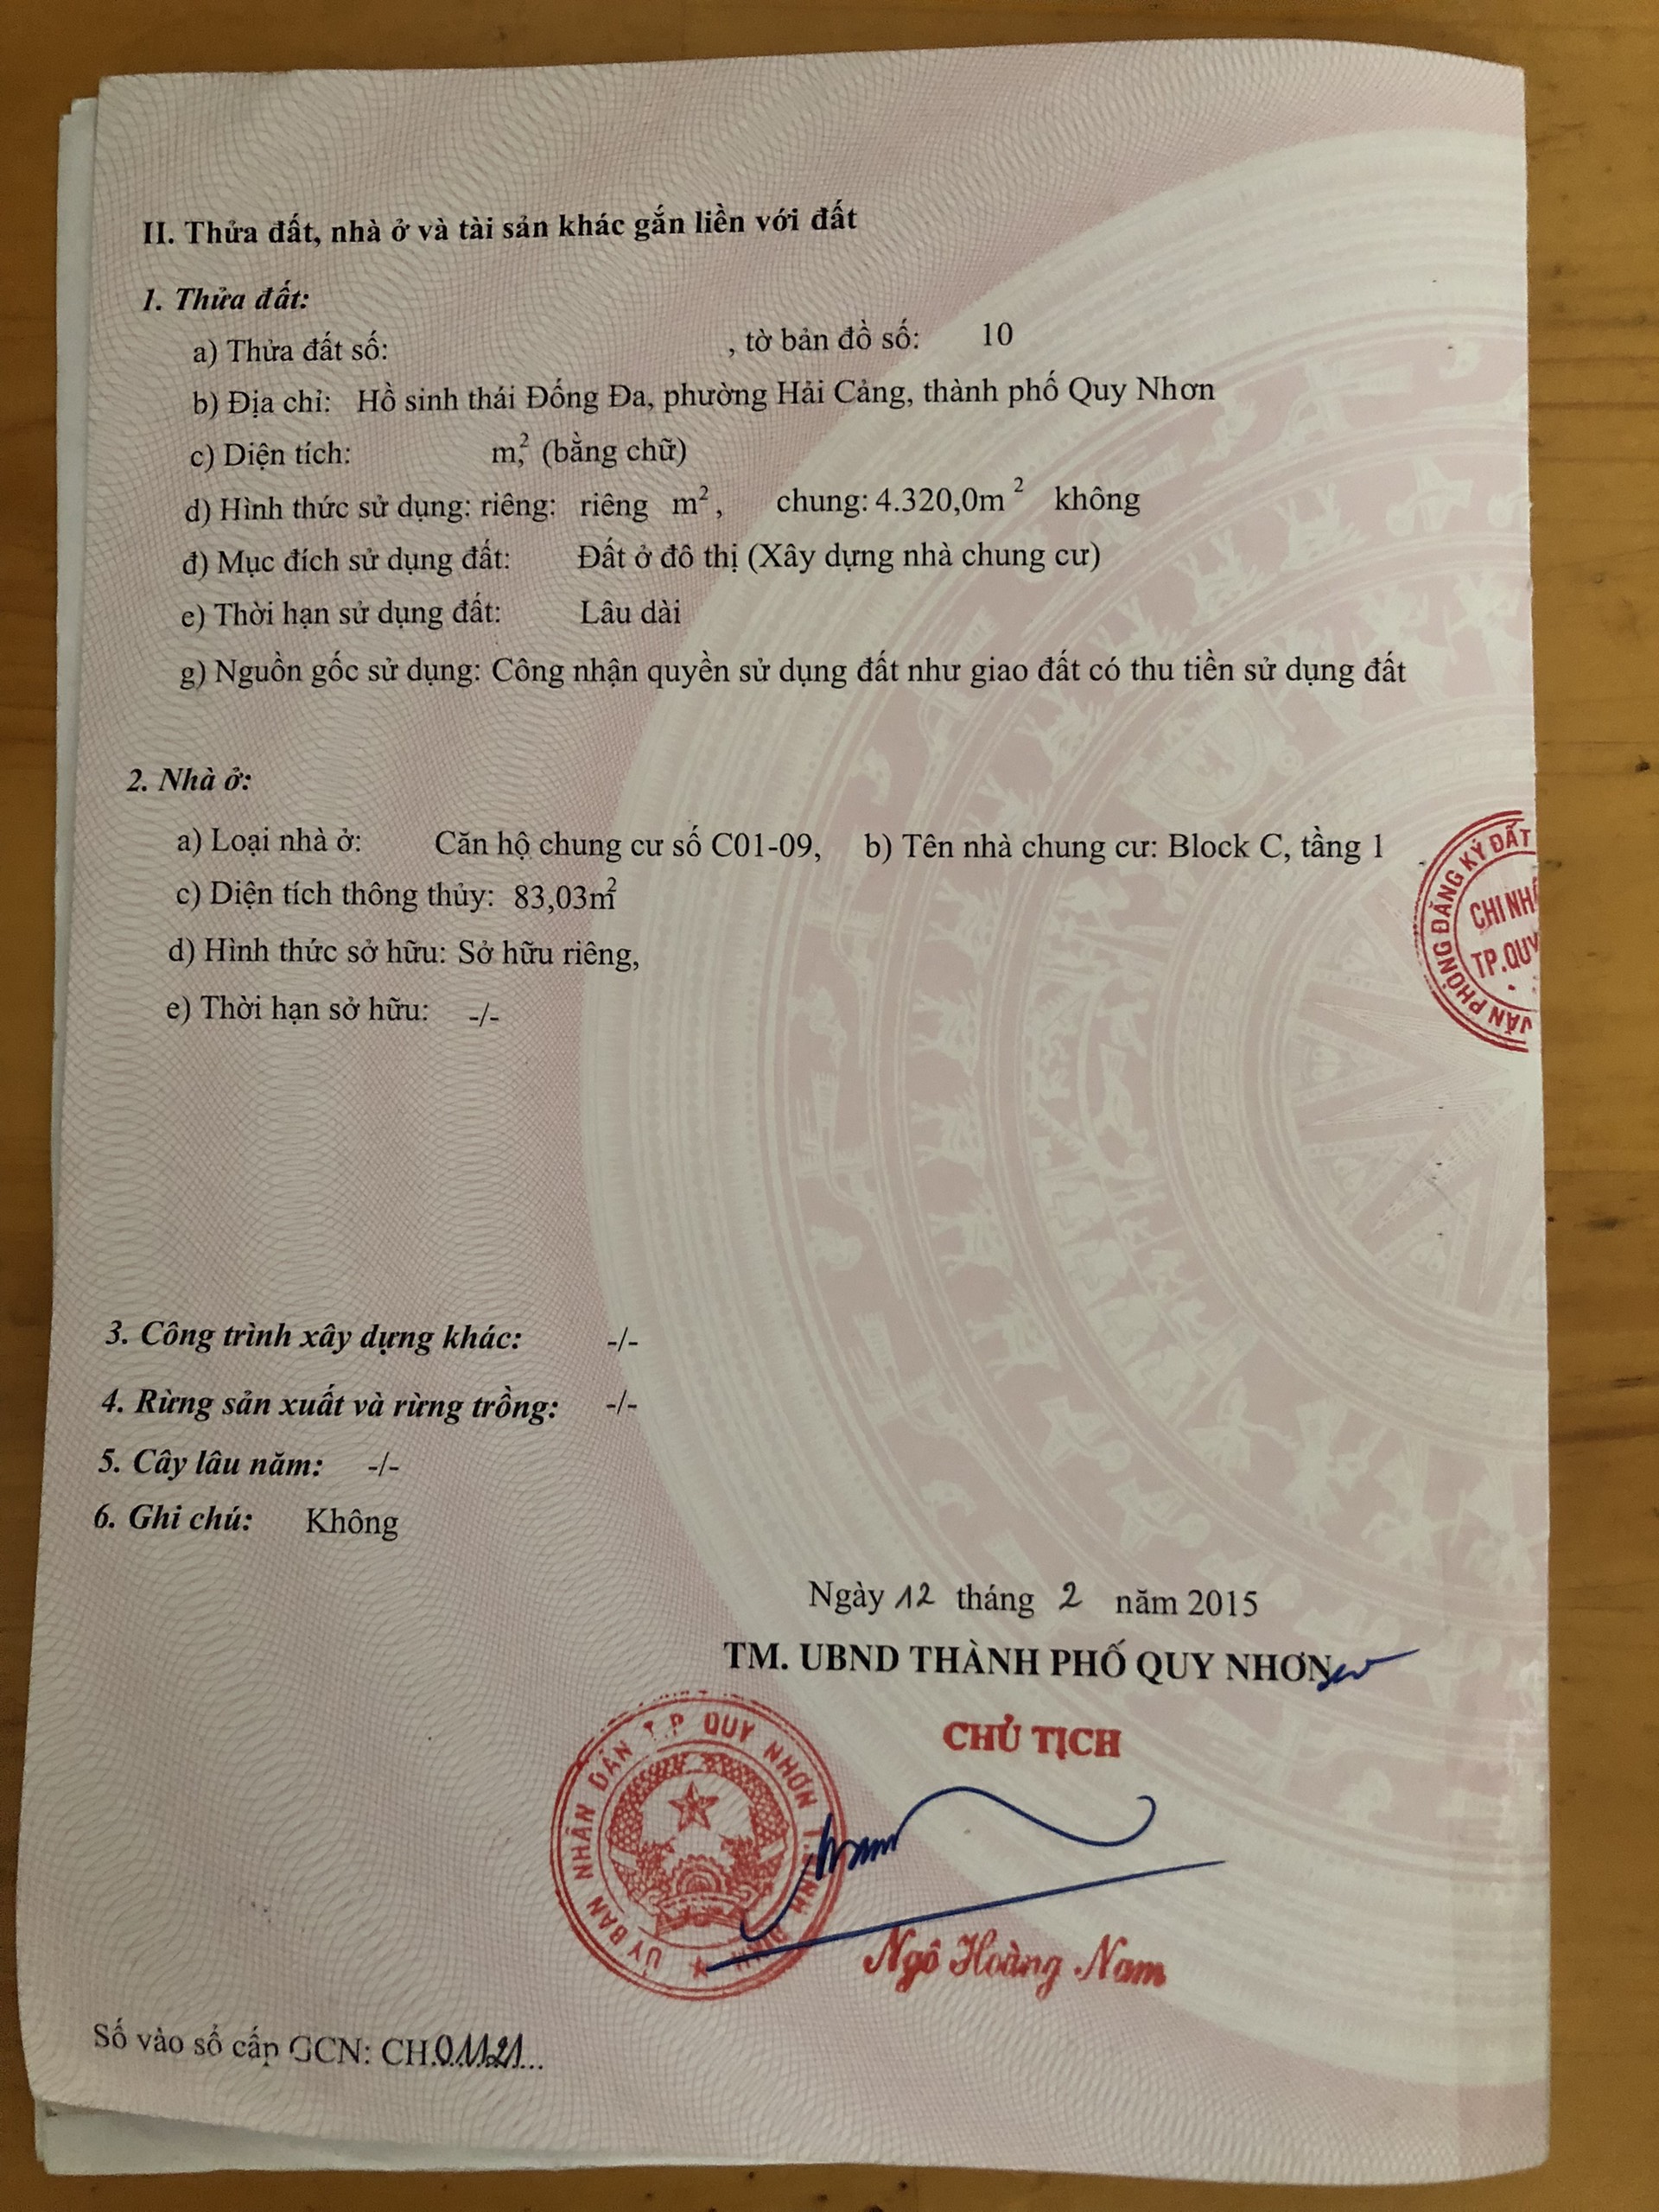 II. Thửa đất, nhà ở và tài sản khác gắn liền với đất
1. Thửa đất:
a) Thửa đất số: , tờ bản đồ số: 10
b) Địa chỉ: Hồ sinh thái Đống Đa, phường Hải Cảng, thành phố Quy Nhơn
c) Diện tích: m², (bằng chữ)
d) Hình thức sử dụng: riêng: riêng m², chung: 4.320,0m² không
đ) Mục đích sử dụng đất: Đất ở đô thị (Xây dựng nhà chung cư)
e) Thời hạn sử dụng đất: Lâu dài
g) Nguồn gốc sử dụng: Công nhận quyền sử dụng đất như giao đất có thu tiền sử dụng đất
2. Nhà ở:
a) Loại nhà ở: Căn hộ chung cư số C01-09, b) Tên nhà chung cư: Block C, tầng 1
c) Diện tích thông thủy: 83,03m²
d) Hình thức sở hữu: Sở hữu riêng,
e) Thời hạn sở hữu: -/-
VĂN PHÒNG ĐĂNG KÝ ĐẤT
CHI NH
TP.QUY
3. Công trình xây dựng khác: -/-
4. Rừng sản xuất và rừng trồng: -/-
5. Cây lâu năm: -/-
6. Ghi chú: Không
Ngày 12 tháng 2 năm 2015
TM. UBND THÀNH PHỐ QUY NHƠN
CHỦ TỊCH
ỦY BAN NHÂN DÂN T.P QUY NHƠN
Ngô Hoàng Nam
Số vào sổ cấp GCN: CH.01121...